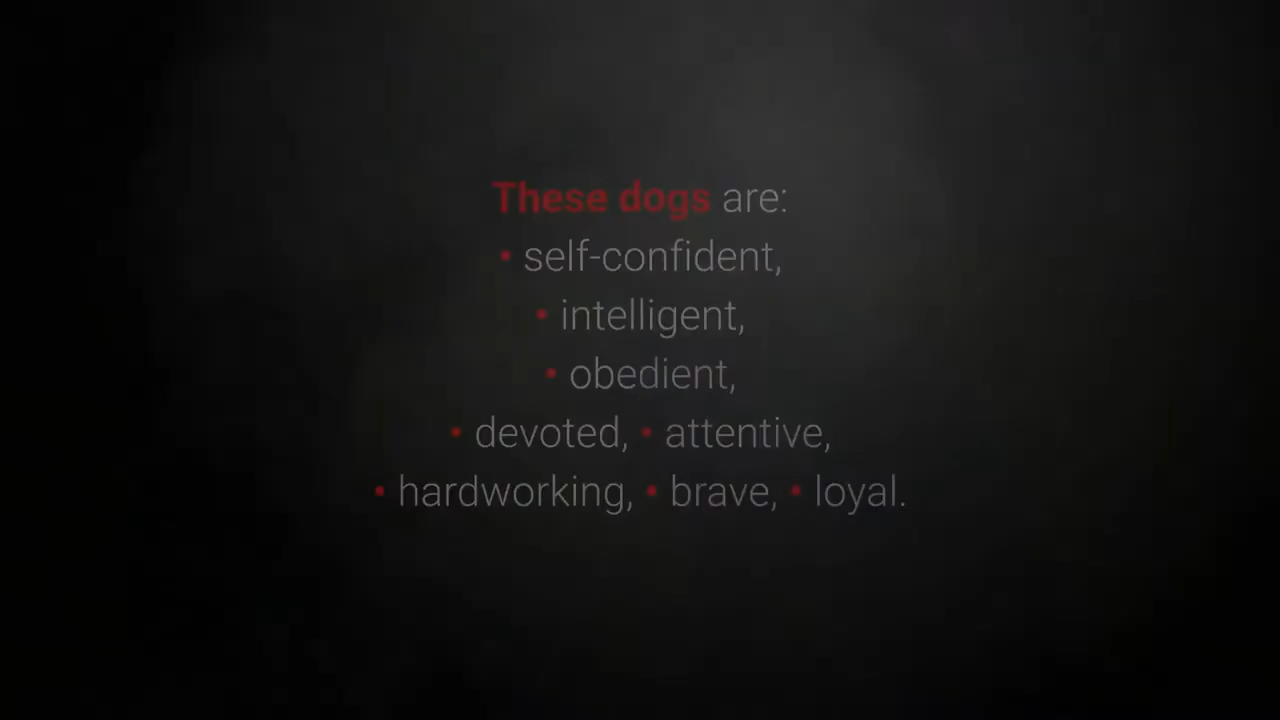 These dogs are:
• self-confident,
• intelligent,
• obedient,
• devoted, • attentive,
• hardworking, • brave, • loyal.